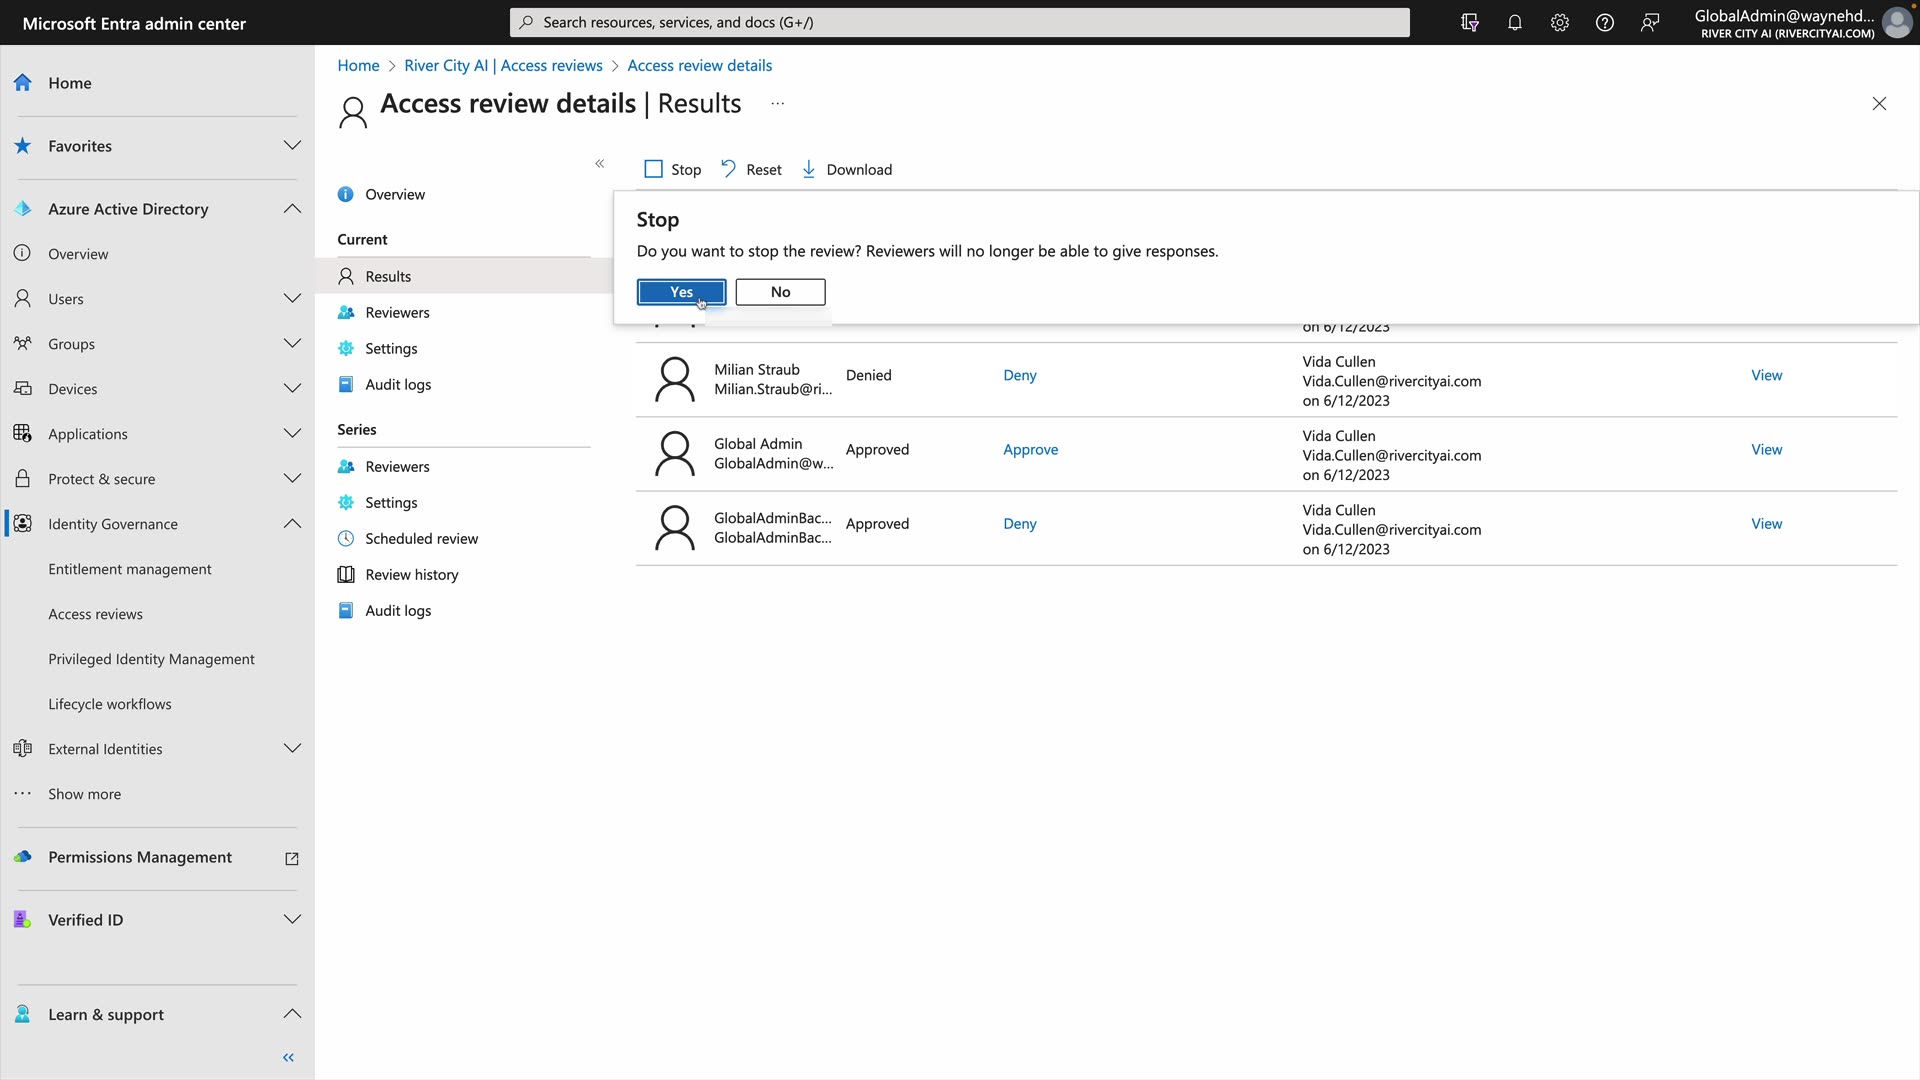 Microsoft Entra admin center
Search resources, services, and docs (G+/)
GlobalAdmin@waynehd...
RIVER CITY AI (RIVERCITYAI.COM)
Home
Favorites
Azure Active Directory
Overview
Users
Groups
Devices
Applications
Protect & secure
Identity Governance
Entitlement management
Access reviews
Privileged Identity Management
Lifecycle workflows
External Identities
Show more
Permissions Management
Verified ID
Learn & support
Home > River City AI | Access reviews > Access review details
Access review details | Results
Overview
Current
Results
Reviewers
Settings
Audit logs
Series
Reviewers
Settings
Scheduled review
Review history
Audit logs
Stop Reset Download
Stop
Do you want to stop the review? Reviewers will no longer be able to give responses.
Yes No
on 6/12/2023
Milian Straub
Milian.Straub@ri...
Denied
Deny
Vida Cullen
Vida.Cullen@rivercityai.com
on 6/12/2023
View
Global Admin
GlobalAdmin@w...
Approved
Approve
Vida Cullen
Vida.Cullen@rivercityai.com
on 6/12/2023
View
GlobalAdminBac...
GlobalAdminBac...
Approved
Deny
Vida Cullen
Vida.Cullen@rivercityai.com
on 6/12/2023
View